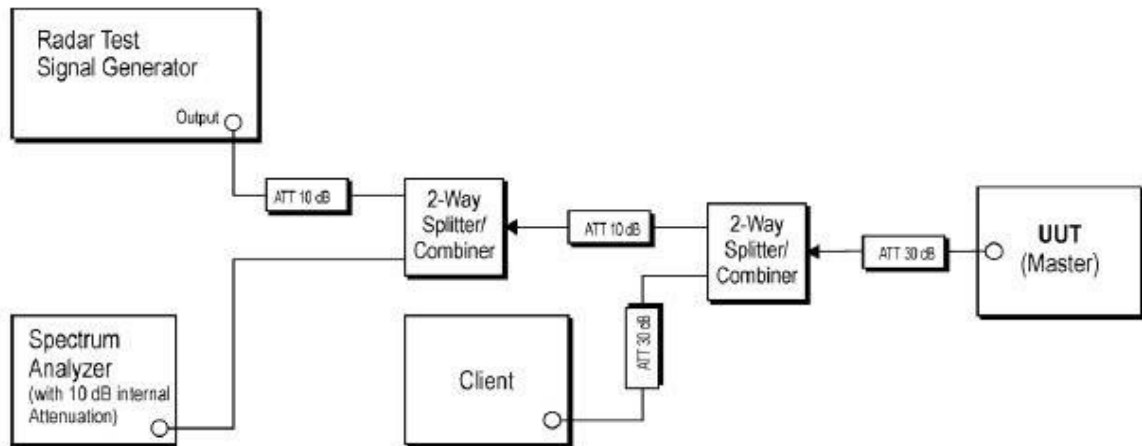 Radar Test
Signal Generator
Output
ATT 10 dB
2-Way
Splitter/
Combiner
ATT 10 dB
2-Way
Splitter/
Combiner
ATT 30 dB
UUT
(Master)
Spectrum
Analyzer
(with 10 dB internal
Attenuation)
Client
ATT 30 dB